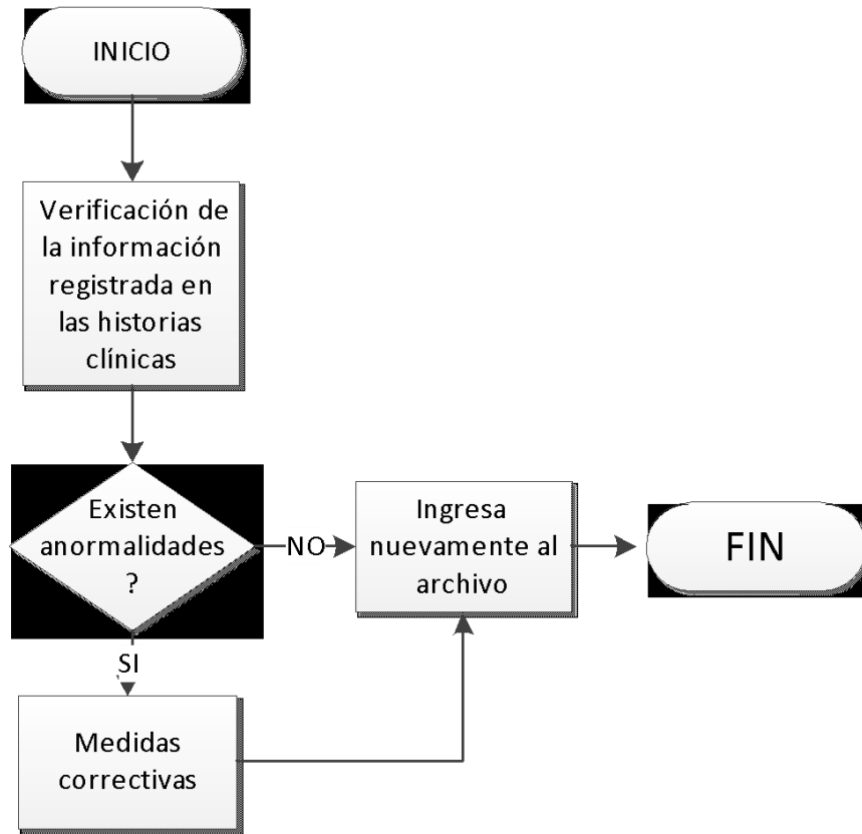 INICIO
Verificación de
la información
registrada en
las historias
clínicas
Existen
anormalidades
?
NO
Ingresa
nuevamente al
archivo
FIN
SI
Medidas
correctivas